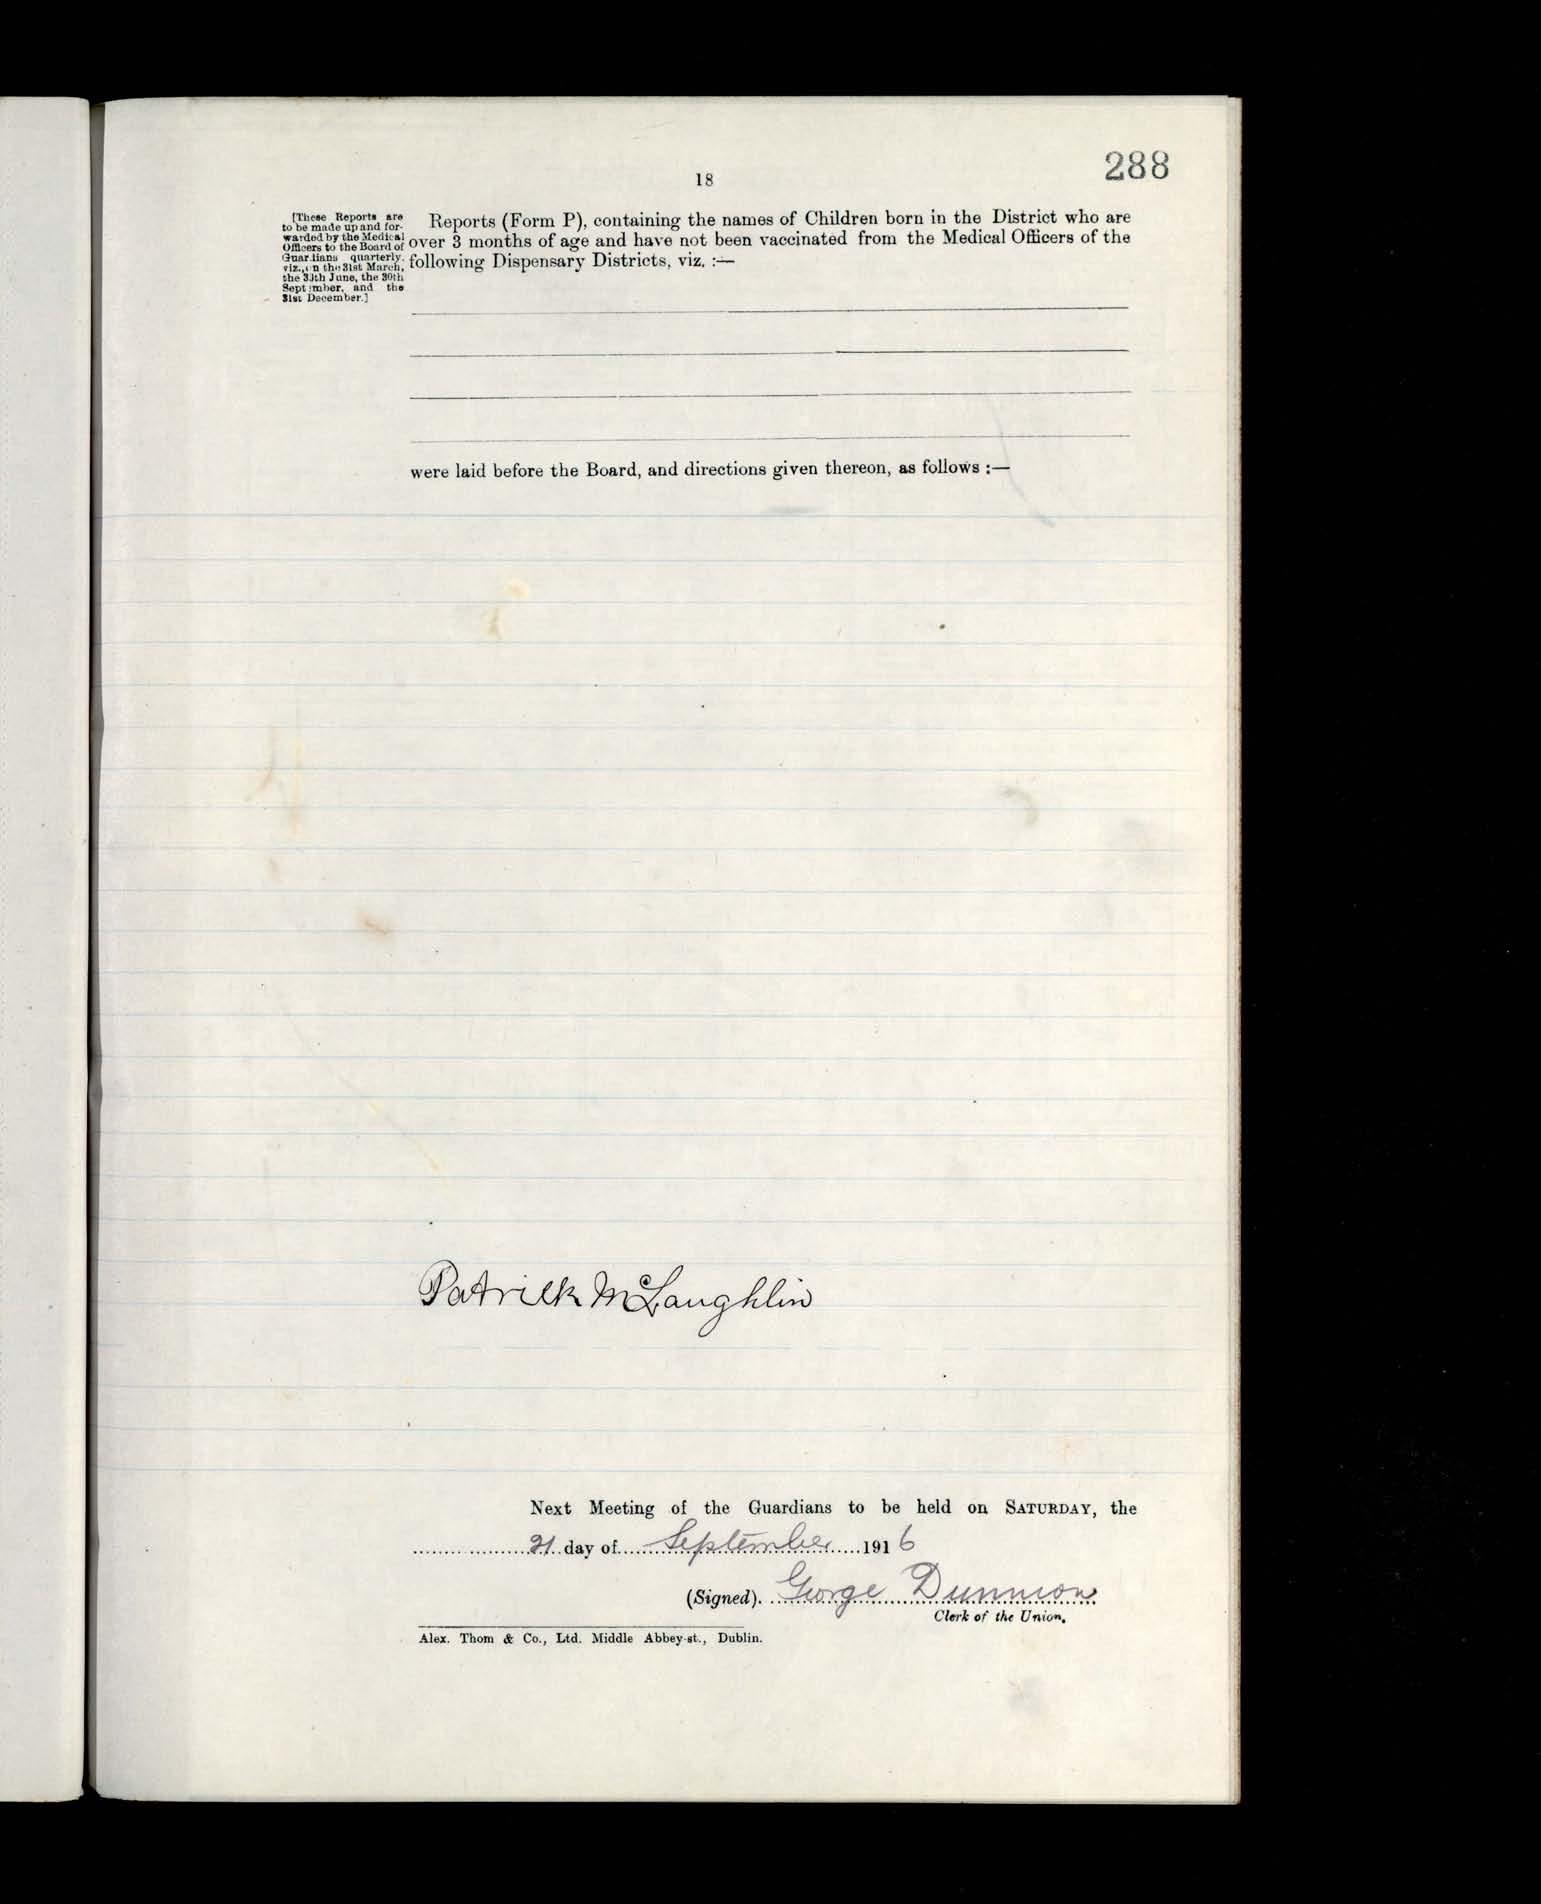 288
18
[These Reports are
to be made up and for-
warded by the Medical
Officers to the Board of
Guardians quarterly,
viz., on the 31st March,
the 30th June, the 30th
September, and the
31st December.]
Reports (Form P), containing the names of Children born in the District who are
over 3 months of age and have not been vaccinated from the Medical Officers of the
following Dispensary Districts, viz. :—
were laid before the Board, and directions given thereon, as follows :—
Patrick McLaughlin
Next Meeting of the Guardians to be held on SATURDAY, the
day of September 1916
(Signed). George Dunnion
Clerk of the Union.
Alex. Thom & Co., Ltd. Middle Abbey-st., Dublin.